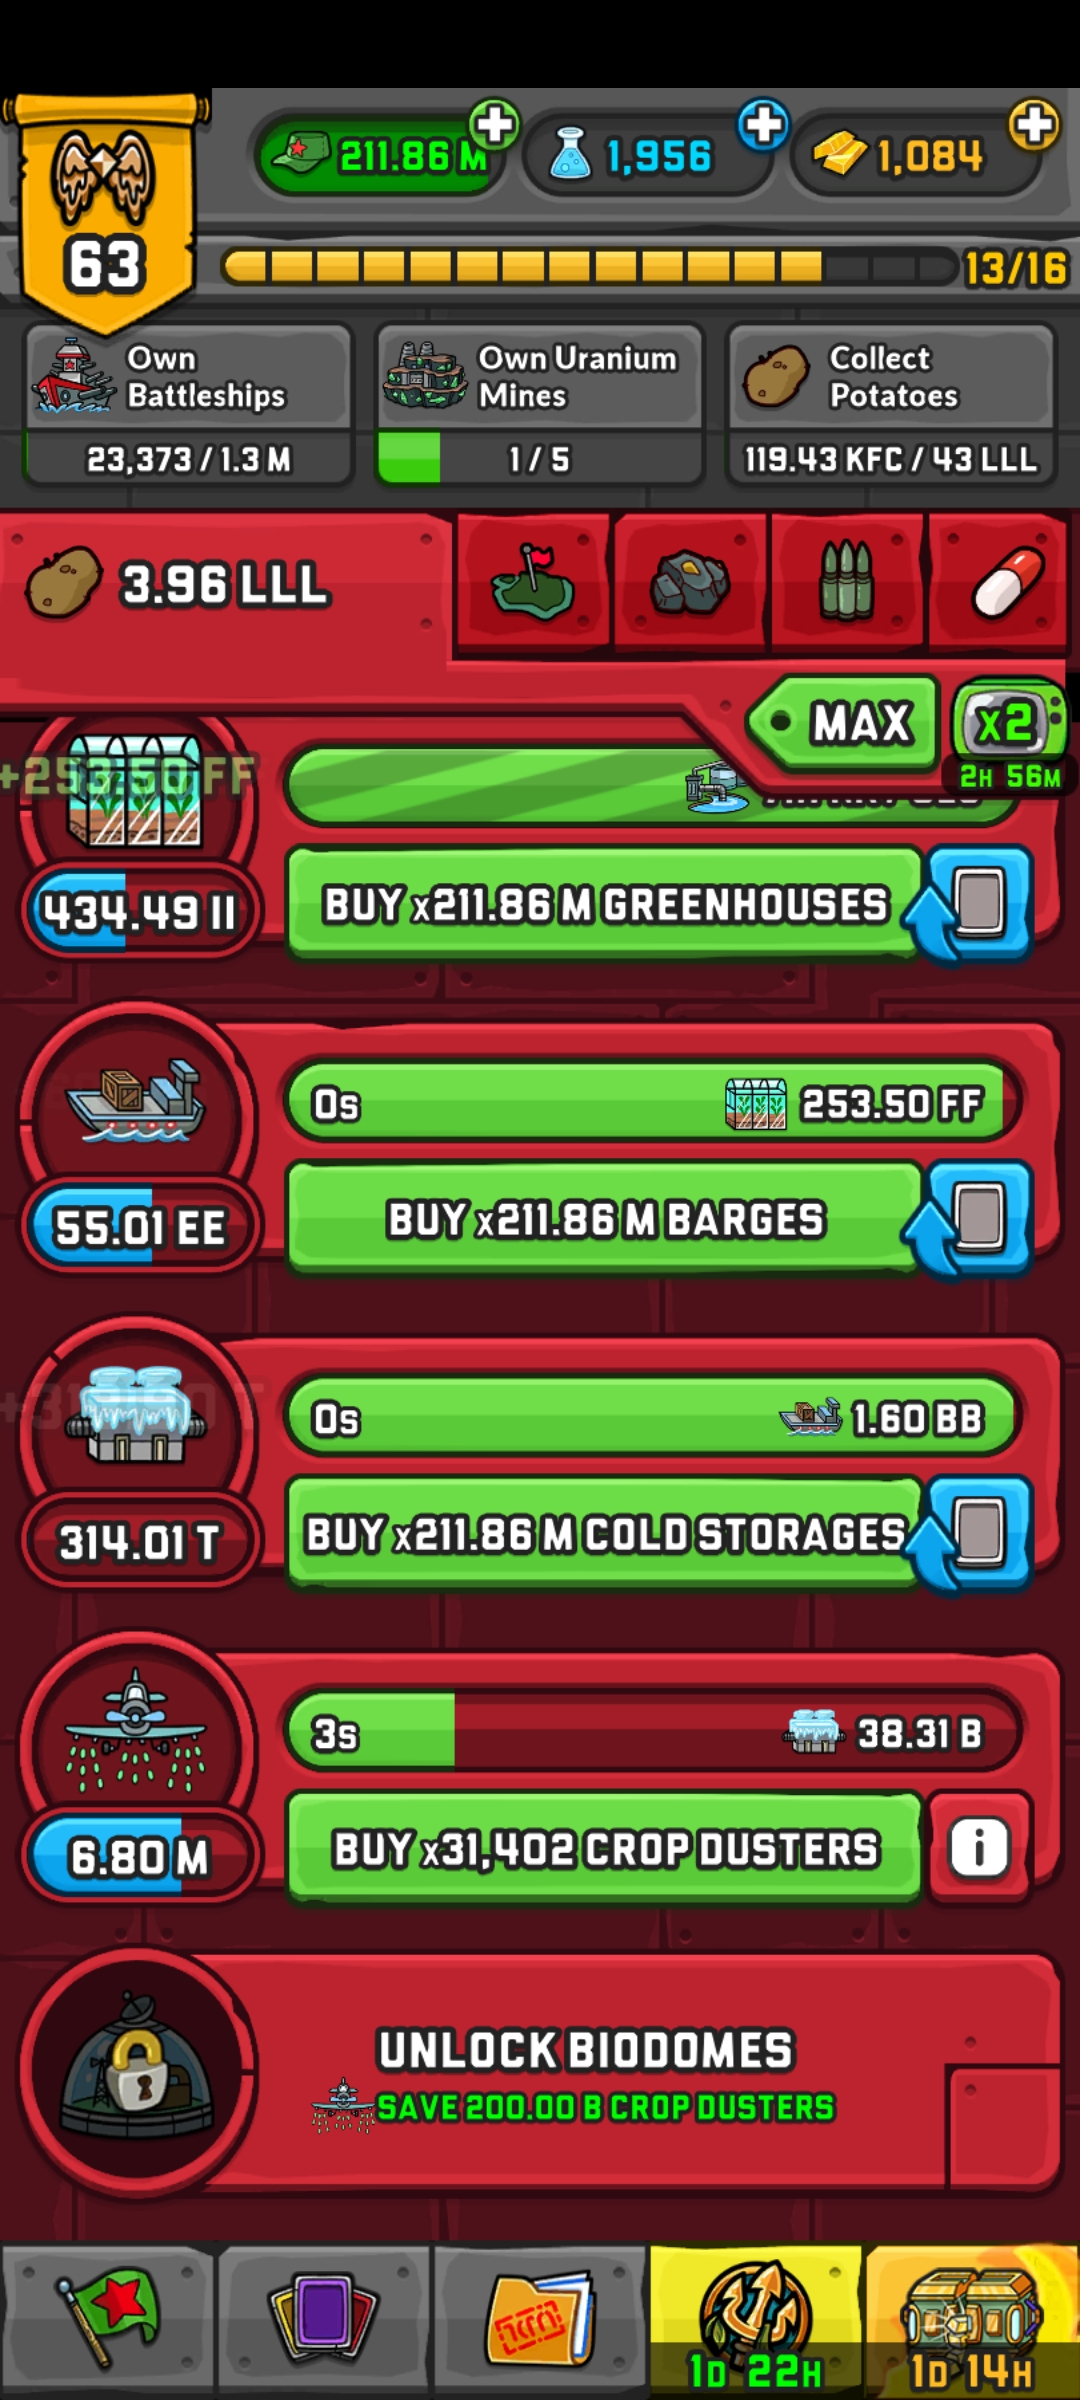 211.86 M
1,956
1,084
63
13/16
Own
Battleships
23,373 / 1.3 M
Own Uranium
Mines
1 / 5
Collect
Potatoes
119.43 KFC / 43 LLL
3.96 LLL
MAX
x2
2H 56M
+253.50 FF
434.49 II
BUY x211.86 M GREENHOUSES
0s
253.50 FF
55.01 EE
BUY x211.86 M BARGES
0s
1.60 BB
314.01 T
BUY x211.86 M COLD STORAGES
3s
38.31 B
6.80 M
BUY x31,402 CROP DUSTERS
i
UNLOCK BIODOMES
SAVE 200.00 B CROP DUSTERS
1D 22H
1D 14H